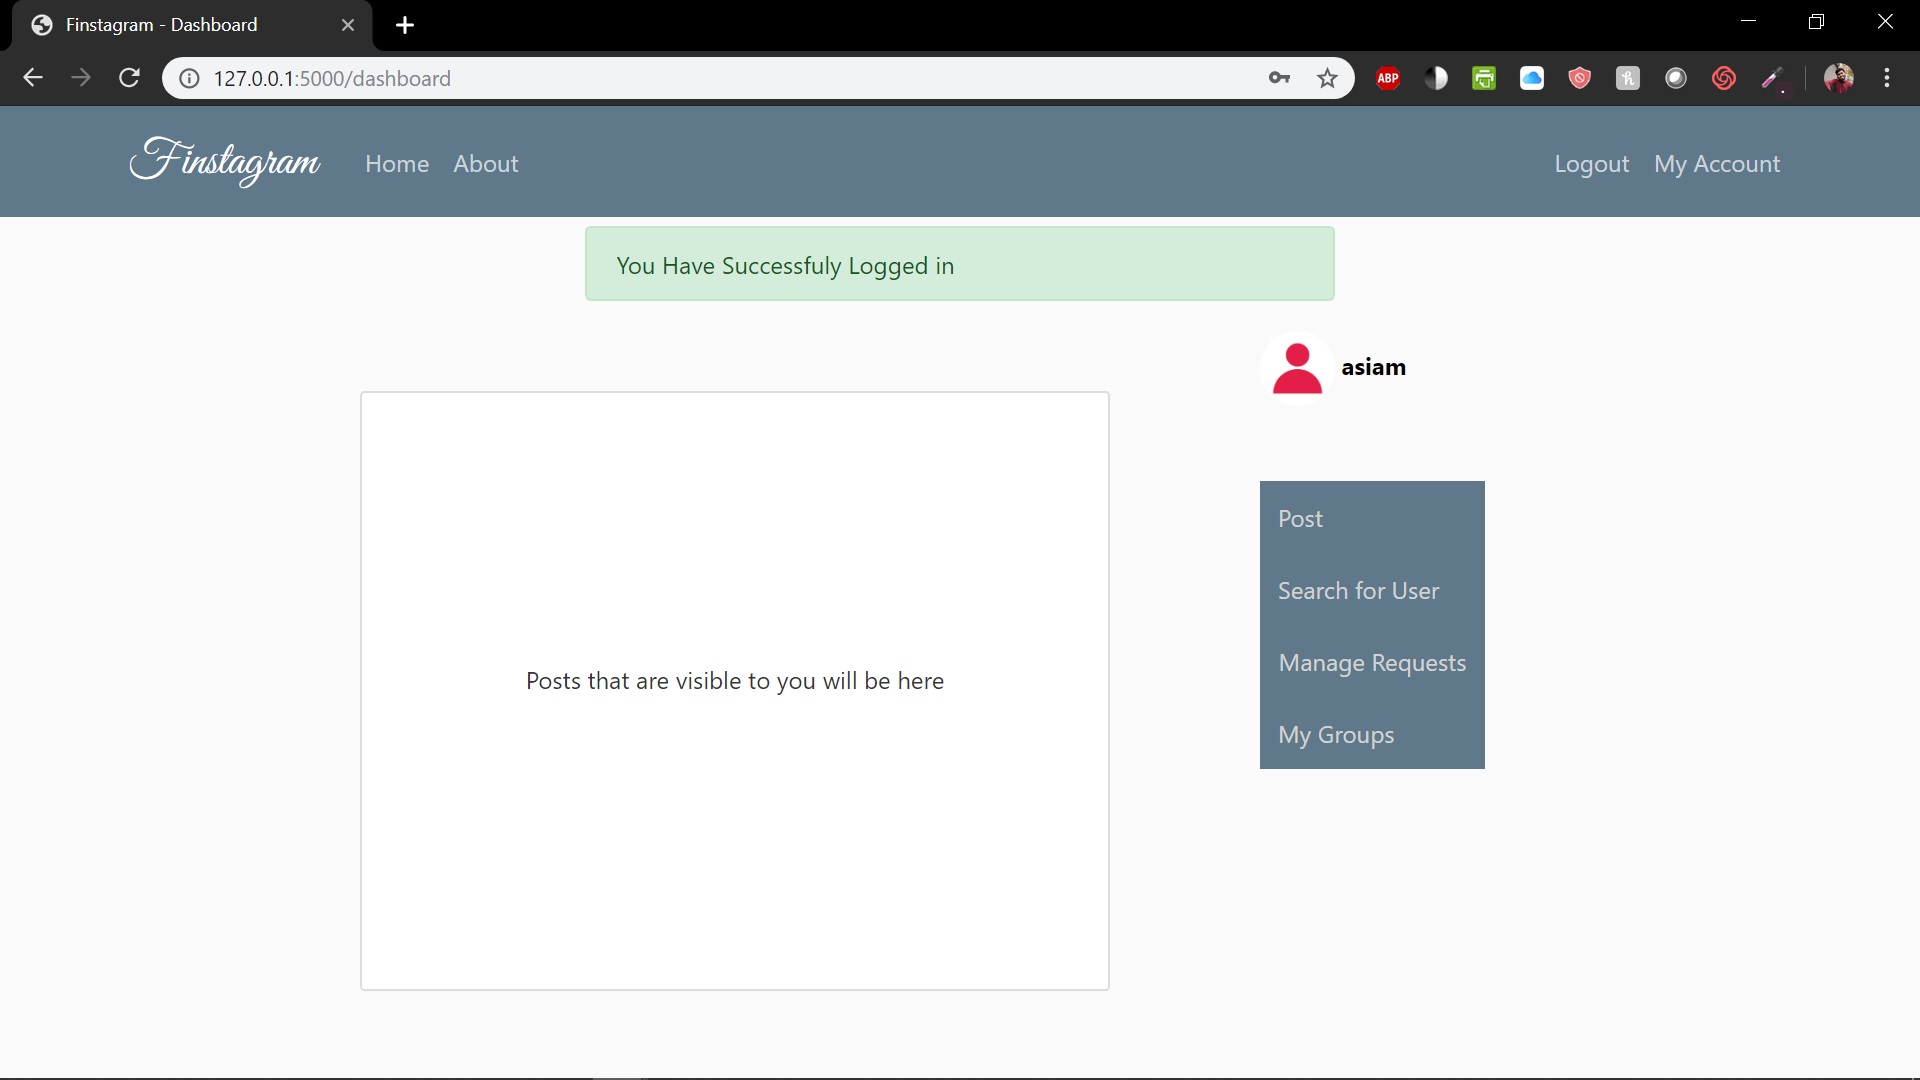 Finstagram - Dashboard
127.0.0.1:5000/dashboard
ABP
Finstagram Home About Logout My Account
You Have Successfuly Logged in
asiam
Post
Search for User
Manage Requests
My Groups
Posts that are visible to you will be here